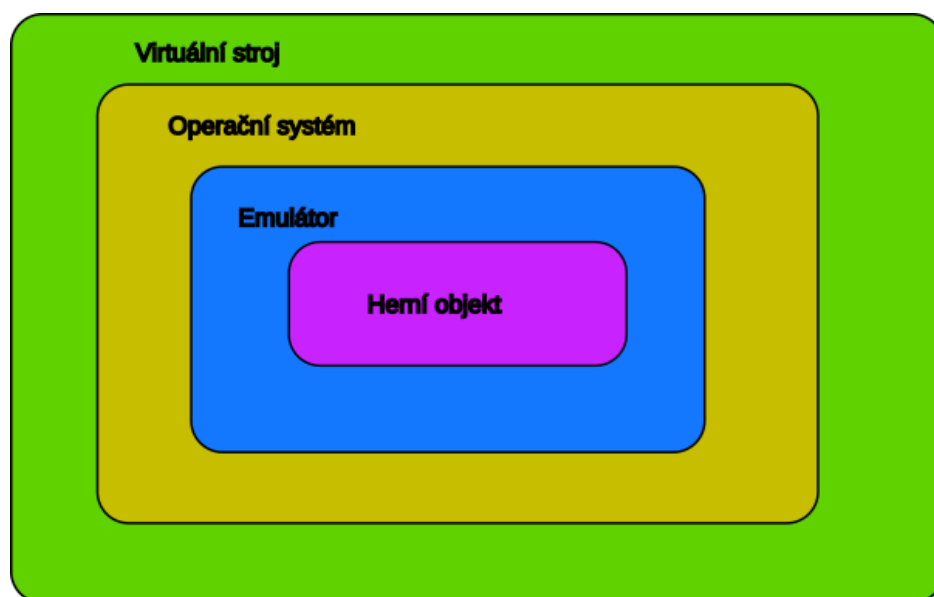 Virtuální stroj
Operační systém
Emulátor
Herní objekt